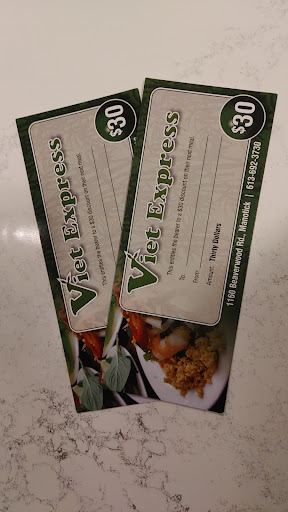 Viet Express
$30
This entitles the bearer to a $30 discount on their next meal.
Viet Express
$30
This entitles the bearer to a $30 discount on their next meal.
To:
From:
Amount: Thirty Dollars
1160 Beaverwood Rd., Manotick | 613-692-3730